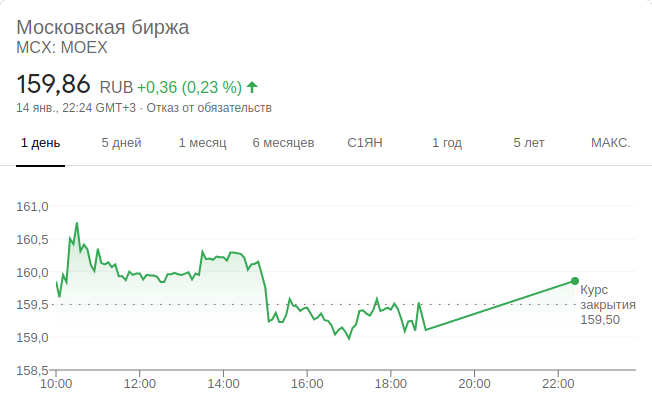 Московская биржа
MCX: MOEX
159,86 RUB +0,36 (0,23 %)
14 янв., 22:24 GMT+3 · Отказ от обязательств
1 день 5 дней 1 месяц 6 месяцев С1ЯН 1 год 5 лет МАКС.
161,0
160,5
160,0
159,5
159,0
158,5
Курс
закрытия
159,50
10:00 12:00 14:00 16:00 18:00 20:00 22:00